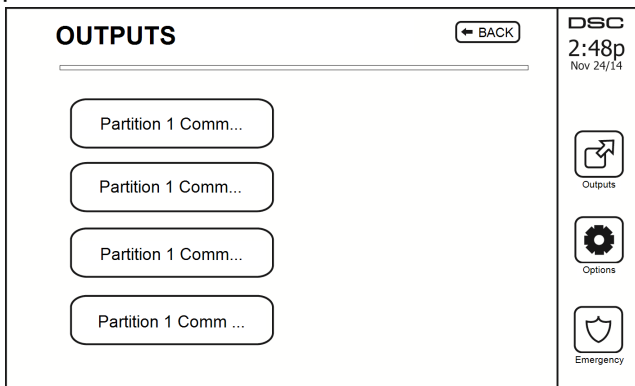 OUTPUTS
BACK
DSC
2:48p
Nov 24/14
Partition 1 Comm...
Partition 1 Comm...
Partition 1 Comm...
Partition 1 Comm ...
Outputs
Options
Emergency